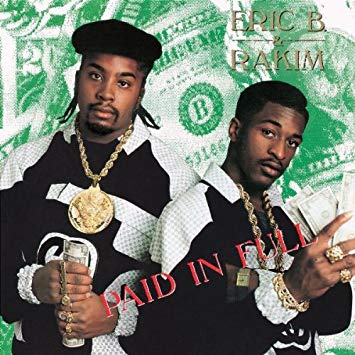 ERIC B.
&
RAKIM
PAID IN FULL